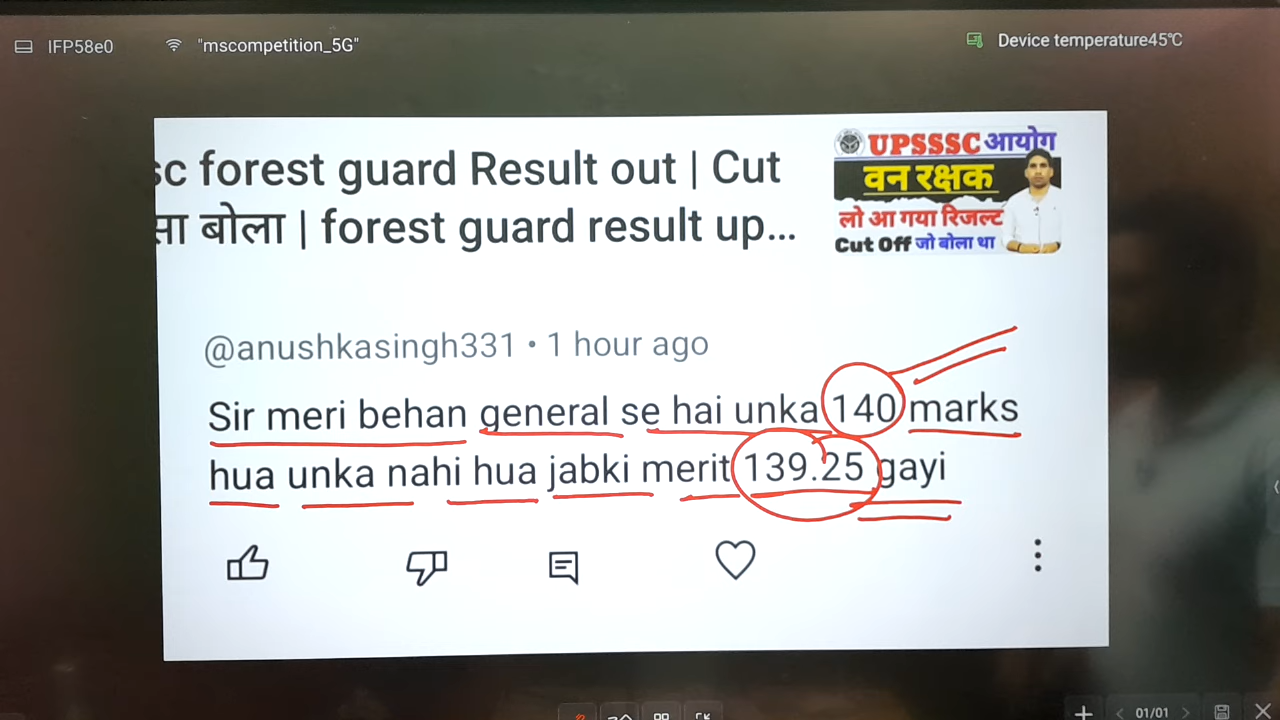 IFP58e0
"mscompetition_5G"
Device temperature45℃
sc forest guard Result out | Cut
सा बोला | forest guard result up...
UPSSSC आयोग
वन रक्षक
लो आ गया रिजल्ट
Cut Off जो बोला था
@anushkasingh331 • 1 hour ago
Sir meri behan general se hai unka 140 marks
hua unka nahi hua jabki merit 139.25 gayi
01/01